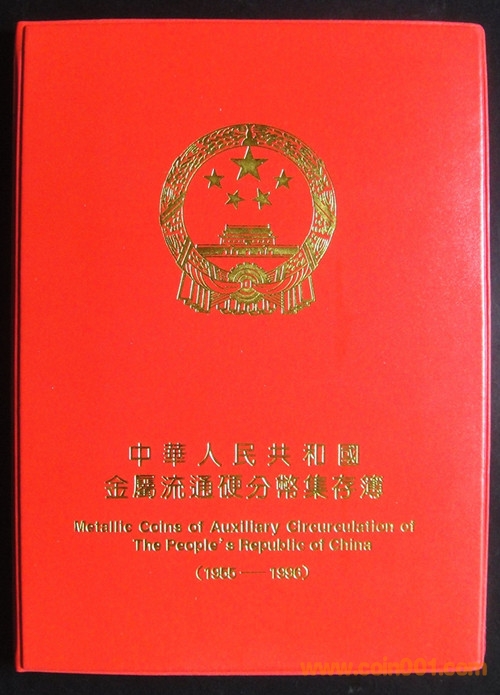 中華人民共和國
金屬流通硬分幣集存簿
Metallic Coins of Auxiliary Circurculation of
The People's Republic of China
(1955——1996)
www.coin001.com